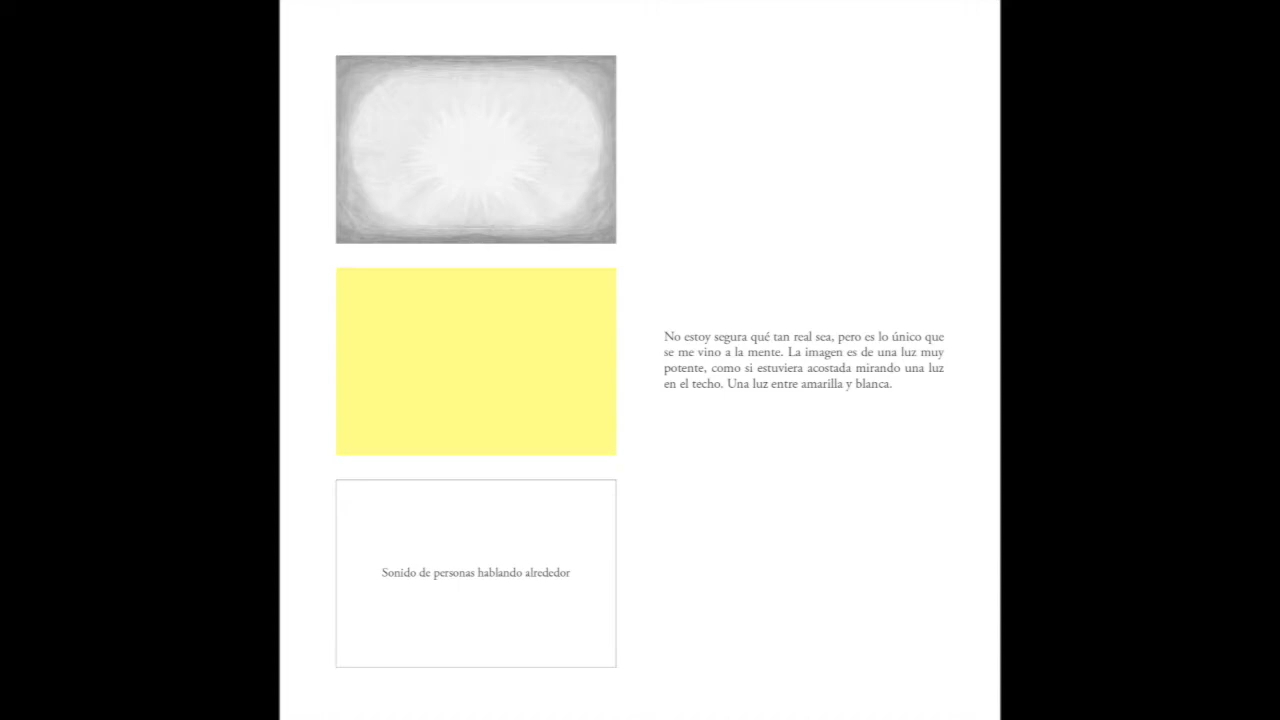 No estoy segura qué tan real sea, pero es lo único que
se me vino a la mente. La imagen es de una luz muy
potente, como si estuviera acostada mirando una luz
en el techo. Una luz entre amarilla y blanca.
Sonido de personas hablando alrededor